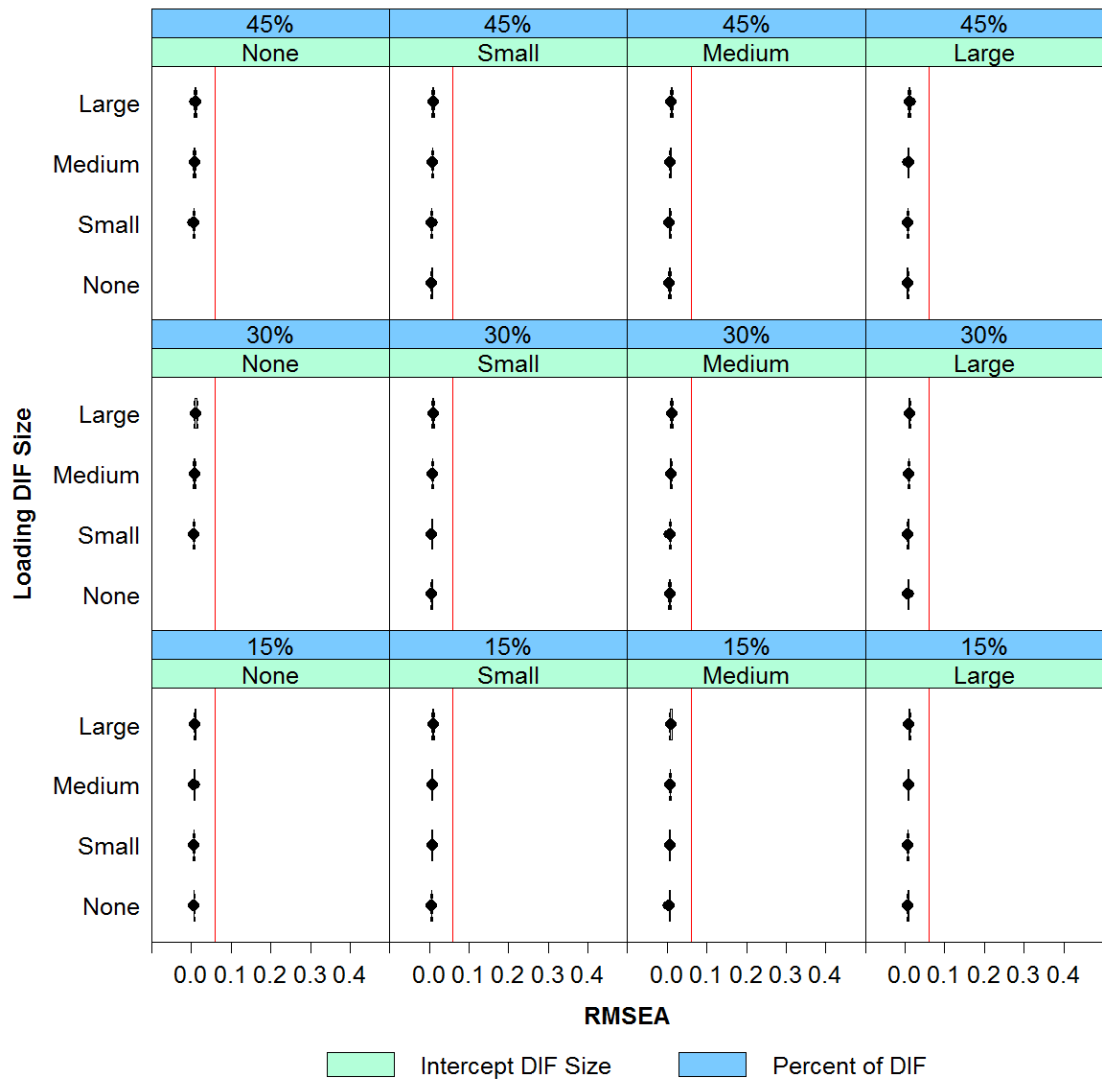 45% 45% 45% 45%
None Small Medium Large
Large
Medium
Small
None
30% 30% 30% 30%
None Small Medium Large
Large
Medium
Small
None
15% 15% 15% 15%
None Small Medium Large
Large
Medium
Small
None
Loading DIF Size
0.0 0.1 0.2 0.3 0.4 0.0 0.1 0.2 0.3 0.4 0.0 0.1 0.2 0.3 0.4 0.0 0.1 0.2 0.3 0.4
RMSEA
Intercept DIF Size Percent of DIF